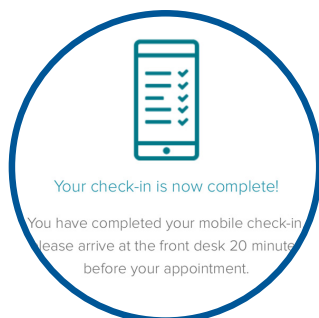 Your check-in is now complete!
You have completed your mobile check-in
lease arrive at the front desk 20 minute
before your appointment.